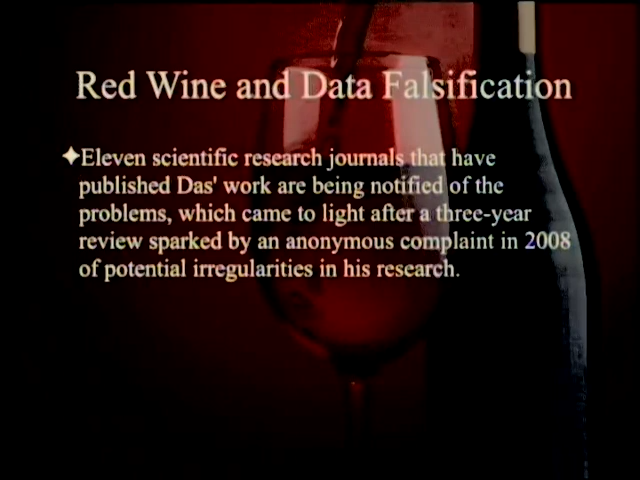 Red Wine and Data Falsification
✦Eleven scientific research journals that have
published Das' work are being notified of the
problems, which came to light after a three-year
review sparked by an anonymous complaint in 2008
of potential irregularities in his research.